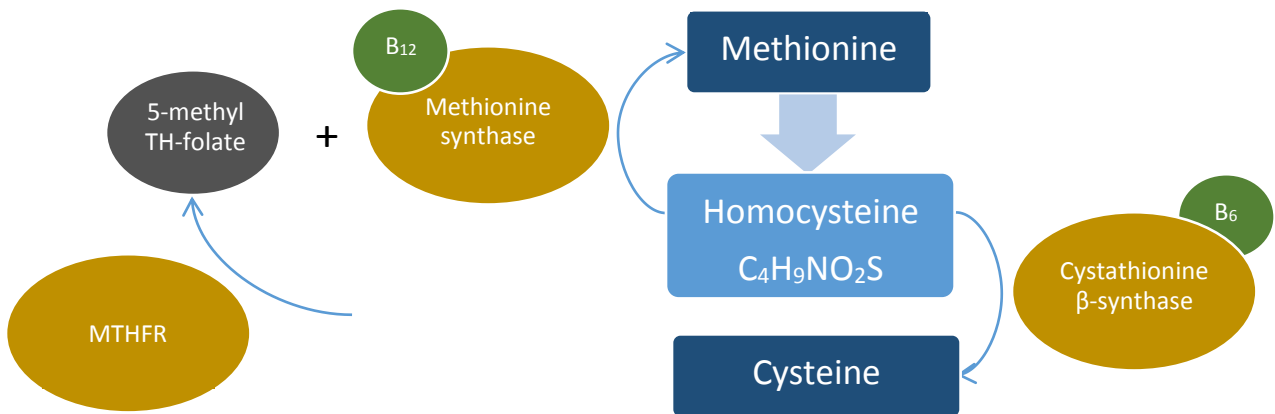 B₁₂
Methionine
5-methyl
TH-folate
+
Methionine
synthase
Homocysteine
C₄H₉NO₂S
B₆
Cystathionine
β-synthase
MTHFR
Cysteine